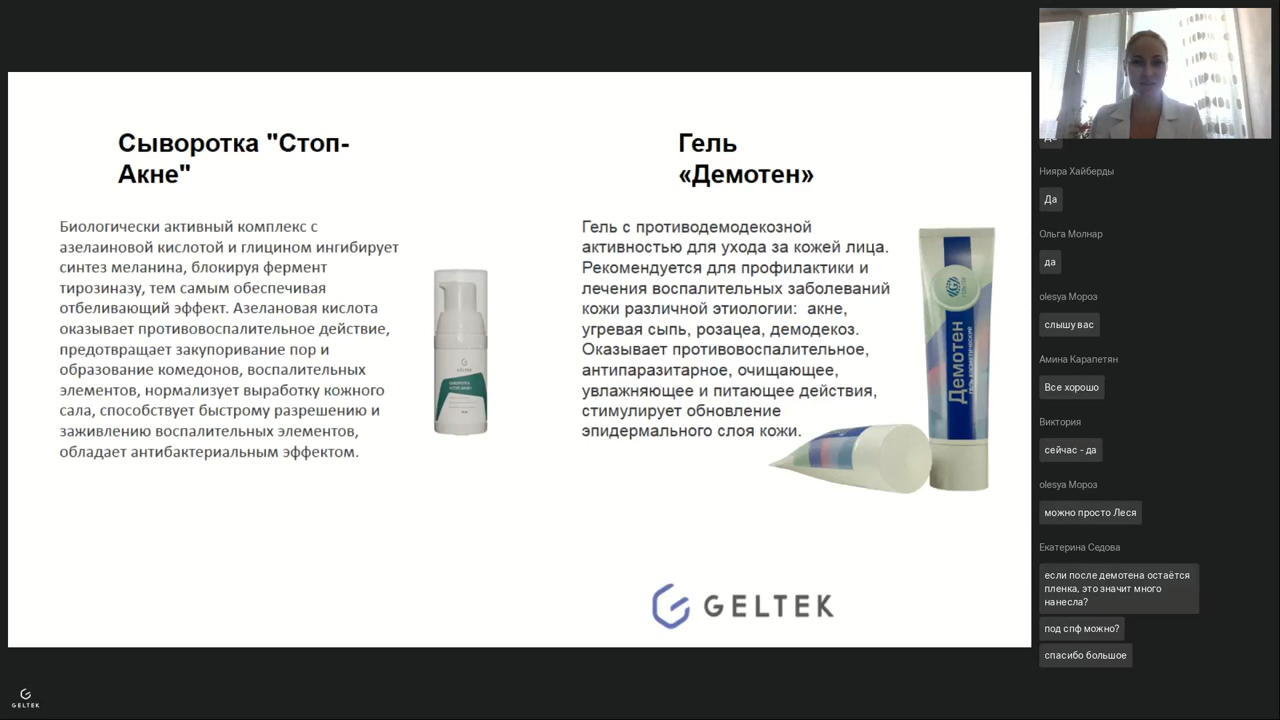 Сыворотка "Стоп-
Акне"
Биологически активный комплекс с
азелаиновой кислотой и глицином ингибирует
синтез меланина, блокируя фермент
тирозиназу, тем самым обеспечивая
отбеливающий эффект. Азелановая кислота
оказывает противовоспалительное действие,
предотвращает закупоривание пор и
образование комедонов, воспалительных
элементов, нормализует выработку кожного
сала, способствует быстрому разрешению и
заживлению воспалительных элементов,
обладает антибактериальным эффектом.
GELTEK
СЫВОРОТКА
Гель
«Демотен»
Гель с противодемодекозной
активностью для ухода за кожей лица.
Рекомендуется для профилактики и
лечения воспалительных заболеваний
кожи различной этиологии: акне,
угревая сыпь, розацеа, демодекоз.
Оказывает противовоспалительное,
антипаразитарное, очищающее,
увлажняющее и питающее действия,
стимулирует обновление
эпидермального слоя кожи.
Демотен
GELTEK
Нияра Хайберды
Да
Ольга Молнар
да
olesya Мороз
слышу вас
Амина Карапетян
Все хорошо
Виктория
сейчас - да
olesya Мороз
можно просто Леся
Екатерина Седова
если после демотена остаётся
пленка, это значит много
нанесла?
под спф можно?
спасибо большое
GELTEK